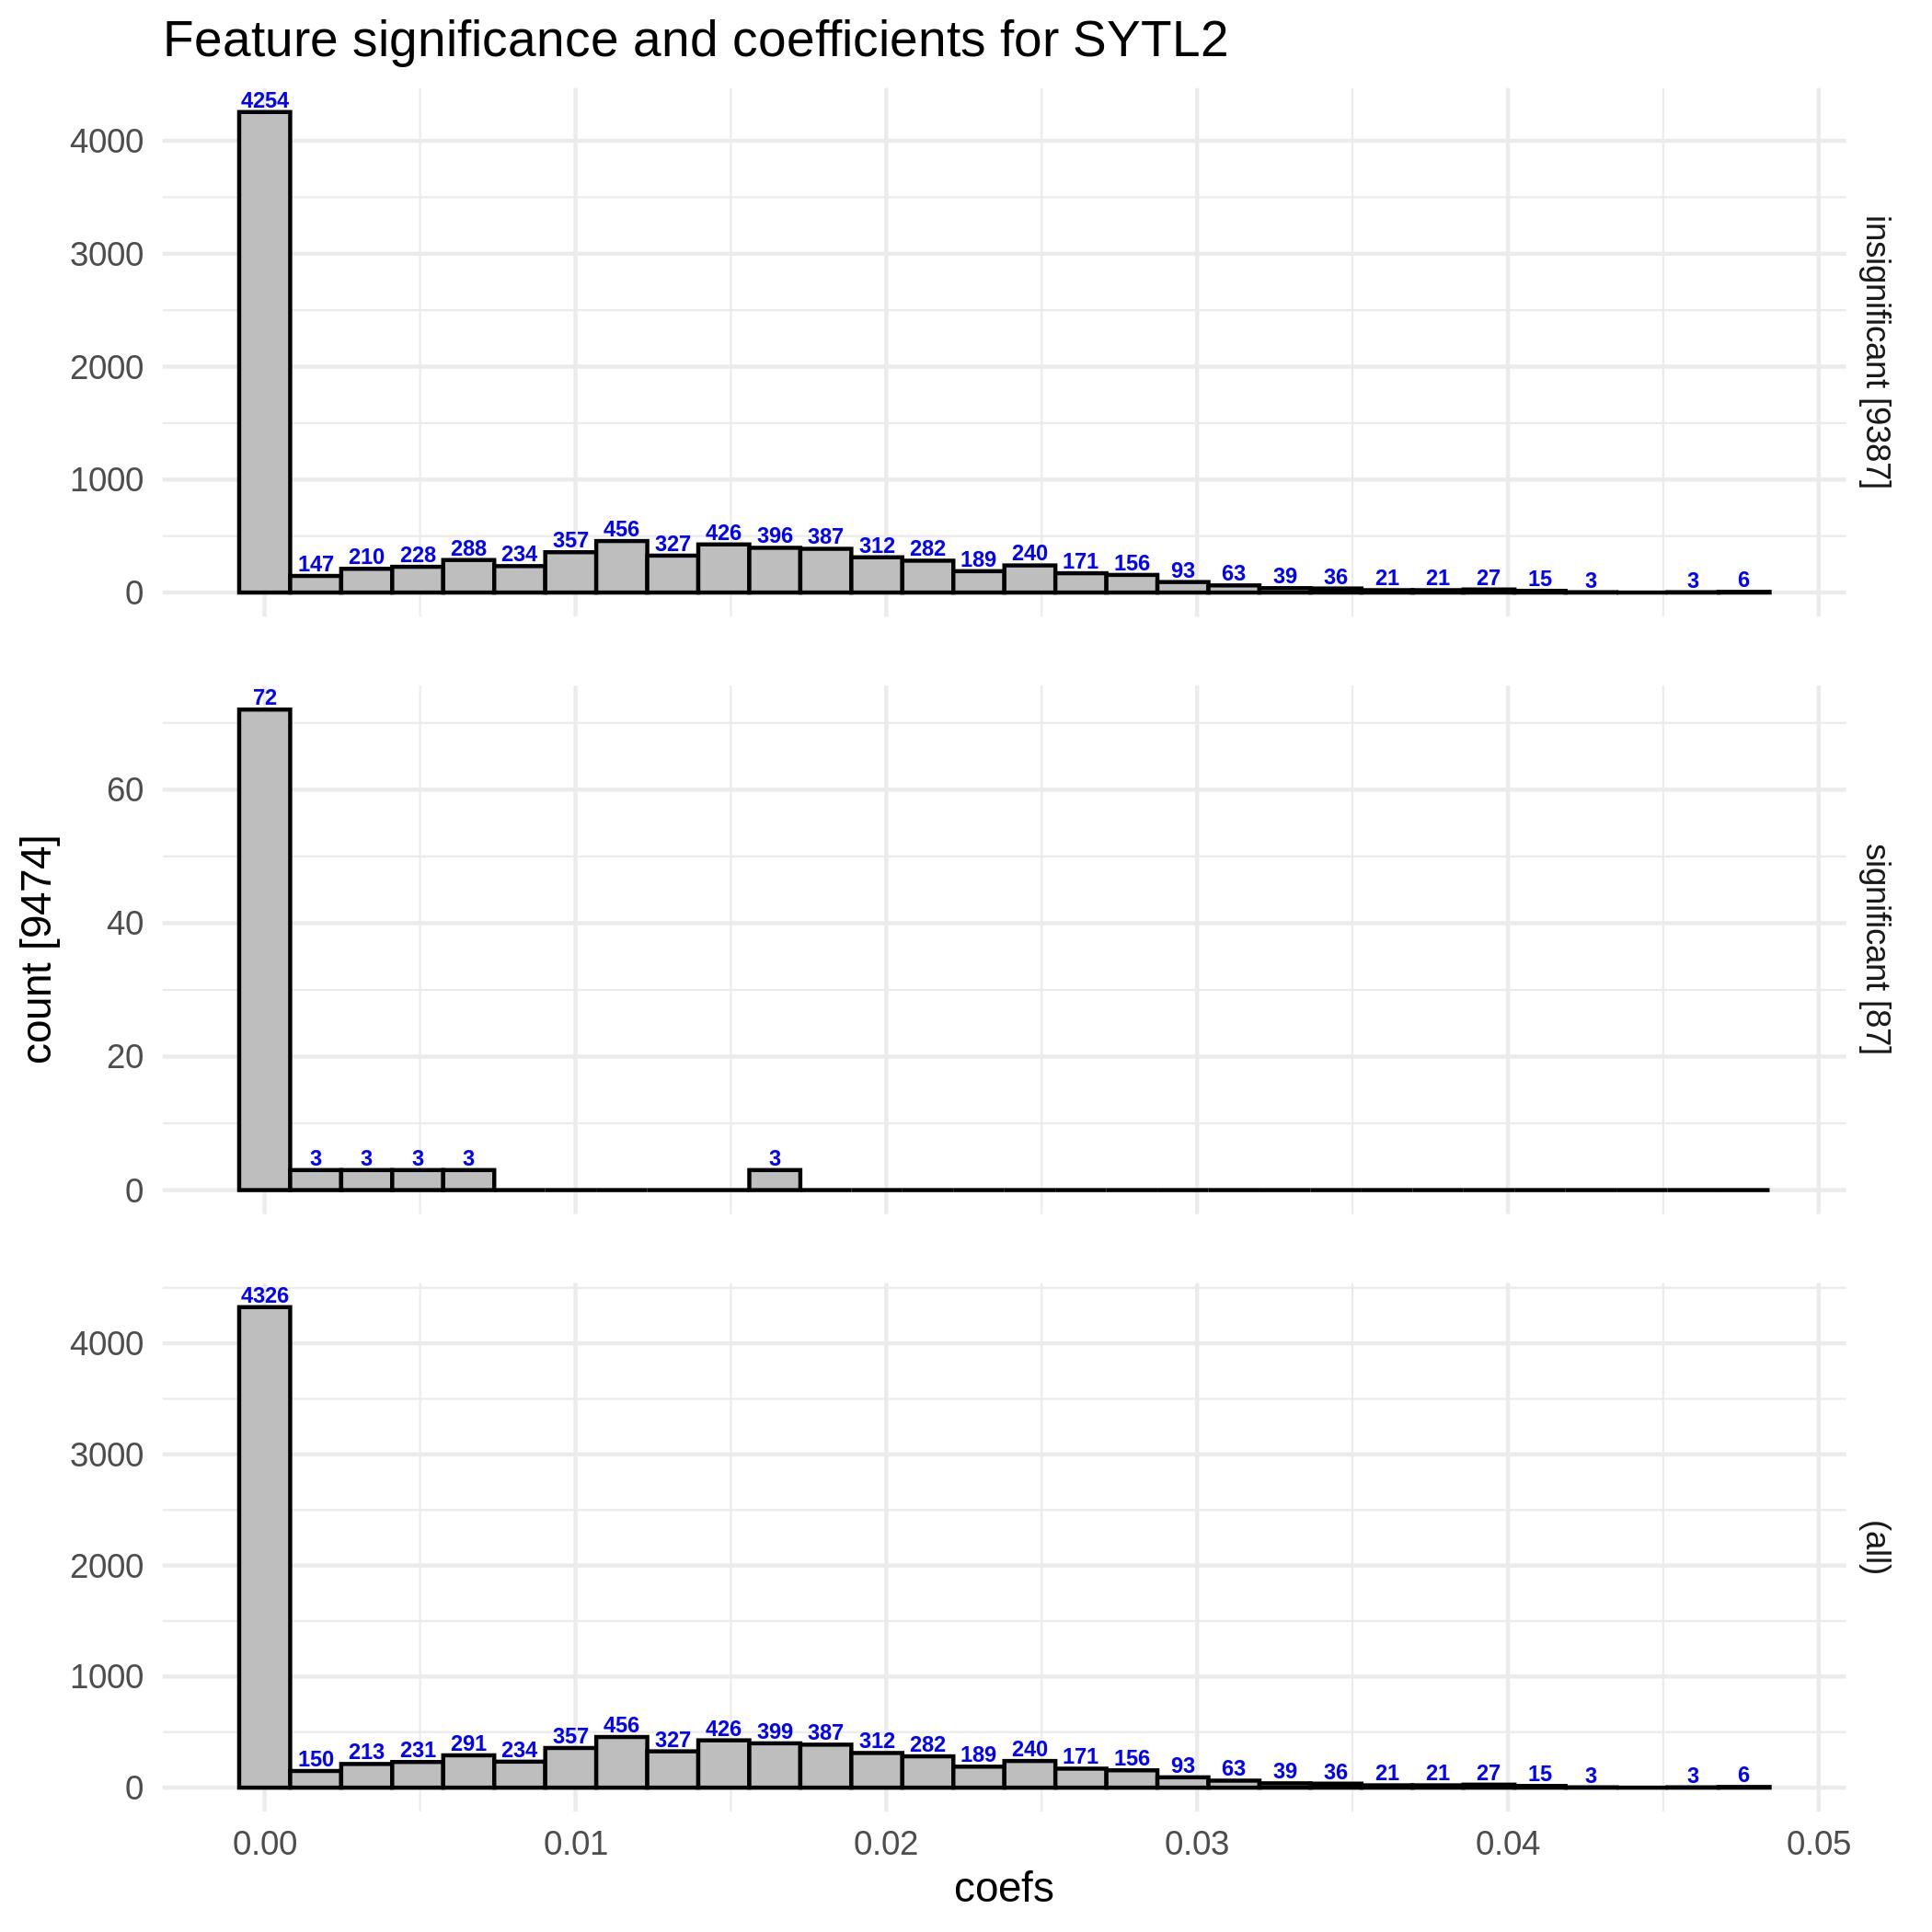 Feature significance and coefficients for SYTL2
4254
4000
3000
2000
1000
0
147 210 228 288 234 357 456 327 426 396 387 312 282 189 240 171 156 93 63 39 36 21 21 27 15 3 3 6
insignificant [9387]
72
60
40
20
0
3 3 3 3 3
significant [87]
count [9474]
4326
4000
3000
2000
1000
0
150 213 231 291 234 357 456 327 426 399 387 312 282 189 240 171 156 93 63 39 36 21 21 27 15 3 3 6
(all)
0.00 0.01 0.02 0.03 0.04 0.05
coefs